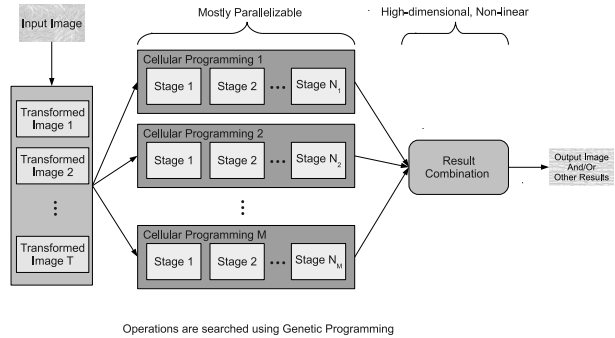 Input Image
Mostly Parallelizable
High-dimensional, Non-linear
Transformed
Image 1
Transformed
Image 2
Transformed
Image T
Cellular Programming 1
Stage 1
Stage 2
Stage N1
Cellular Programming 2
Stage 1
Stage 2
Stage N2
Cellular Programming M
Stage 1
Stage 2
Stage NM
Result
Combination
Output Image
And/Or
Other Results
Operations are searched using Genetic Programming